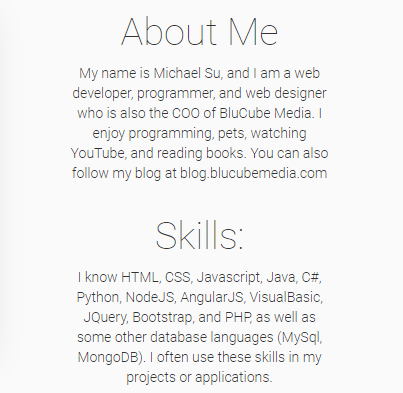 About Me
My name is Michael Su, and I am a web
developer, programmer, and web designer
who is also the COO of BluCube Media. I
enjoy programming, pets, watching
YouTube, and reading books. You can also
follow my blog at blog.blucubemedia.com
Skills:
I know HTML, CSS, Javascript, Java, C#,
Python, NodeJS, AngularJS, VisualBasic,
JQuery, Bootstrap, and PHP, as well as
some other database languages (MySql,
MongoDB). I often use these skills in my
projects or applications.